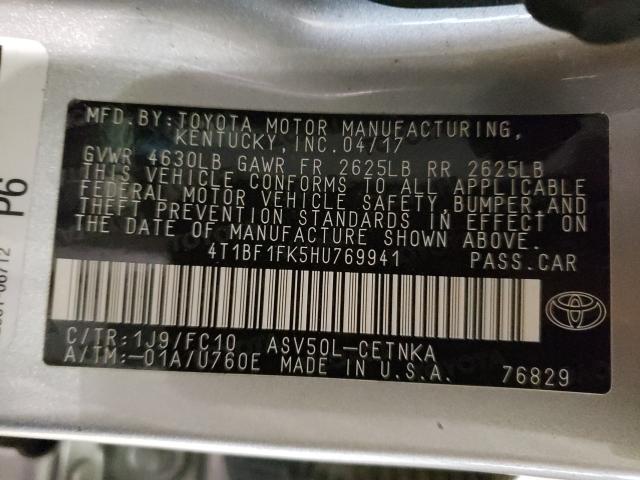 MFD.BY:TOYOTA MOTOR MANUFACTURING,
KENTUCKY,INC.04/17
GVWR 4630LB GAWR FR 2625LB RR 2625LB
THIS VEHICLE CONFORMS TO ALL APPLICABLE
FEDERAL MOTOR VEHICLE SAFETY,BUMPER,AND
THEFT PREVENTION STANDARDS IN EFFECT ON
THE DATE OF MANUFACTURE SHOWN ABOVE.
4T1BF1FK5HU769941 PASS.CAR
C/TR:1J9/FC10 ASV50L-CETNKA
A/TM:-01A/U760E MADE IN U.S.A. 76829
P6